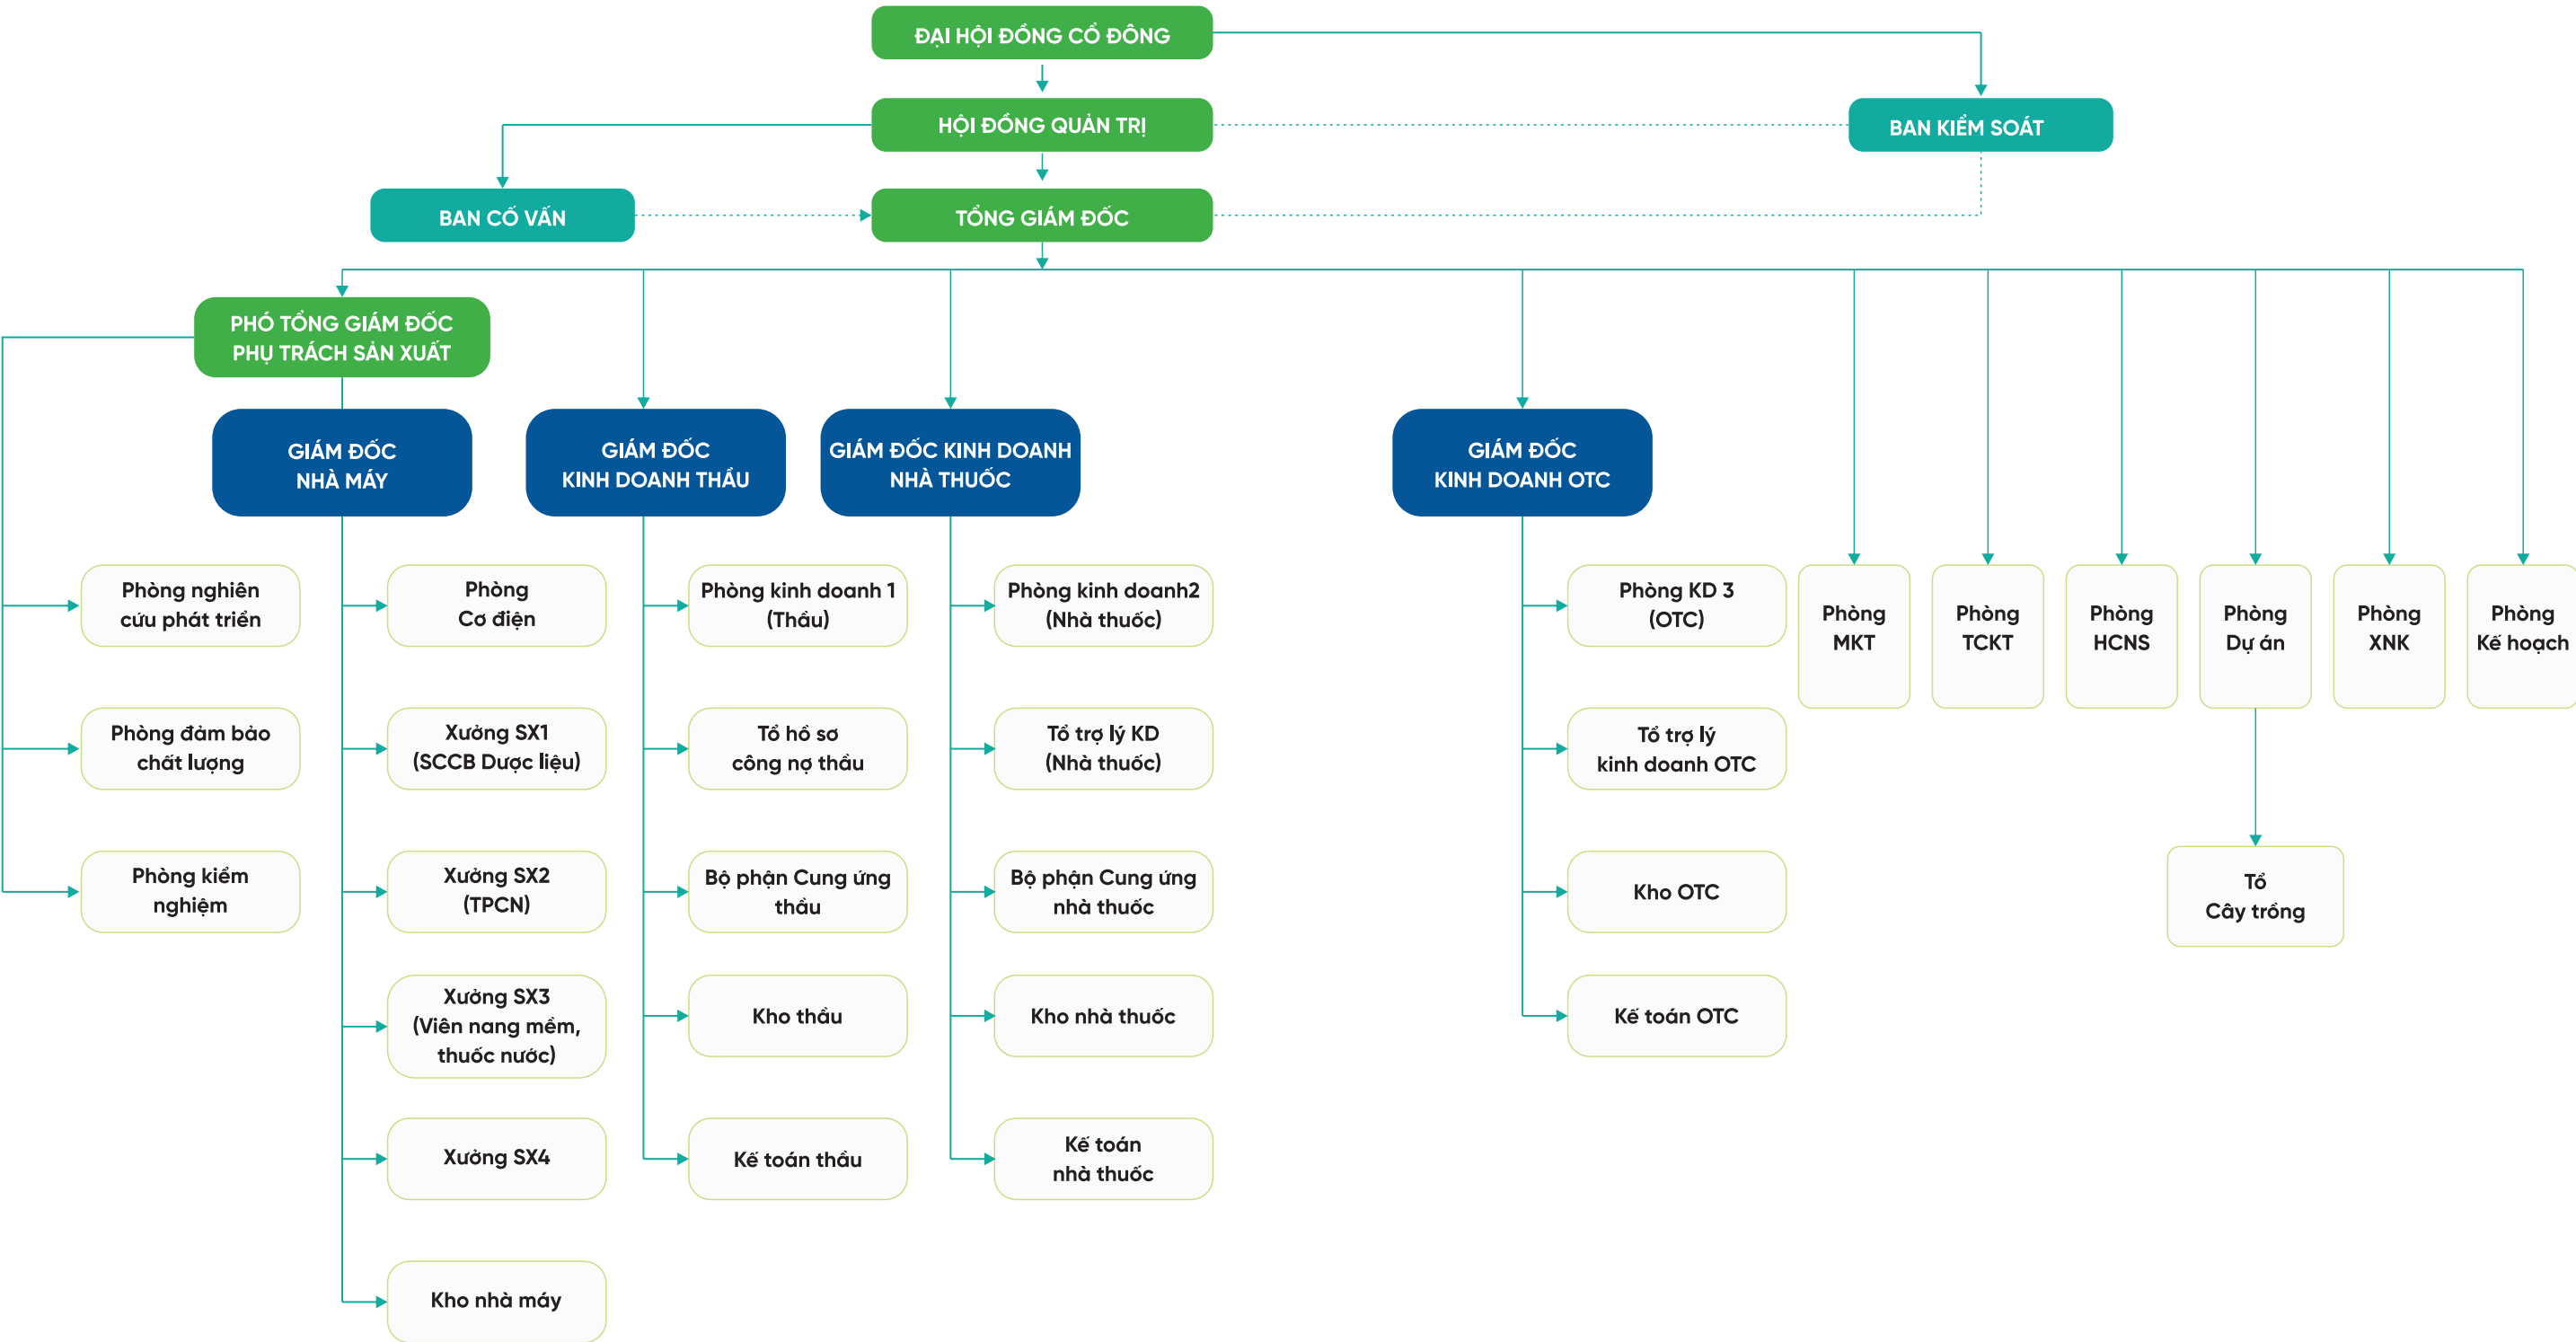 ĐẠI HỘI ĐỒNG CỔ ĐÔNG
HỘI ĐỒNG QUẢN TRỊ
BAN KIỂM SOÁT
BAN CỐ VẤN
TỔNG GIÁM ĐỐC
PHÓ TỔNG GIÁM ĐỐC
PHỤ TRÁCH SẢN XUẤT
GIÁM ĐỐC
NHÀ MÁY
GIÁM ĐỐC
KINH DOANH THẦU
GIÁM ĐỐC KINH DOANH
NHÀ THUỐC
GIÁM ĐỐC
KINH DOANH OTC
Phòng nghiên
cứu phát triển
Phòng đảm bảo
chất lượng
Phòng kiểm
nghiệm
Phòng
Cơ điện
Xưởng SX1
(SCCB Dược liệu)
Xưởng SX2
(TPCN)
Xưởng SX3
(Viên nang mềm,
thuốc nước)
Xưởng SX4
Kho nhà máy
Phòng kinh doanh 1
(Thầu)
Tổ hồ sơ
công nợ thầu
Bộ phận Cung ứng
thầu
Kho thầu
Kế toán thầu
Phòng kinh doanh2
(Nhà thuốc)
Tổ trợ lý KD
(Nhà thuốc)
Bộ phận Cung ứng
nhà thuốc
Kho nhà thuốc
Kế toán
nhà thuốc
Phòng KD 3
(OTC)
Tổ trợ lý
kinh doanh OTC
Kho OTC
Kế toán OTC
Phòng
MKT
Phòng
TCKT
Phòng
HCNS
Phòng
Dự án
Phòng
XNK
Phòng
Kế hoạch
Tổ
Cây trồng